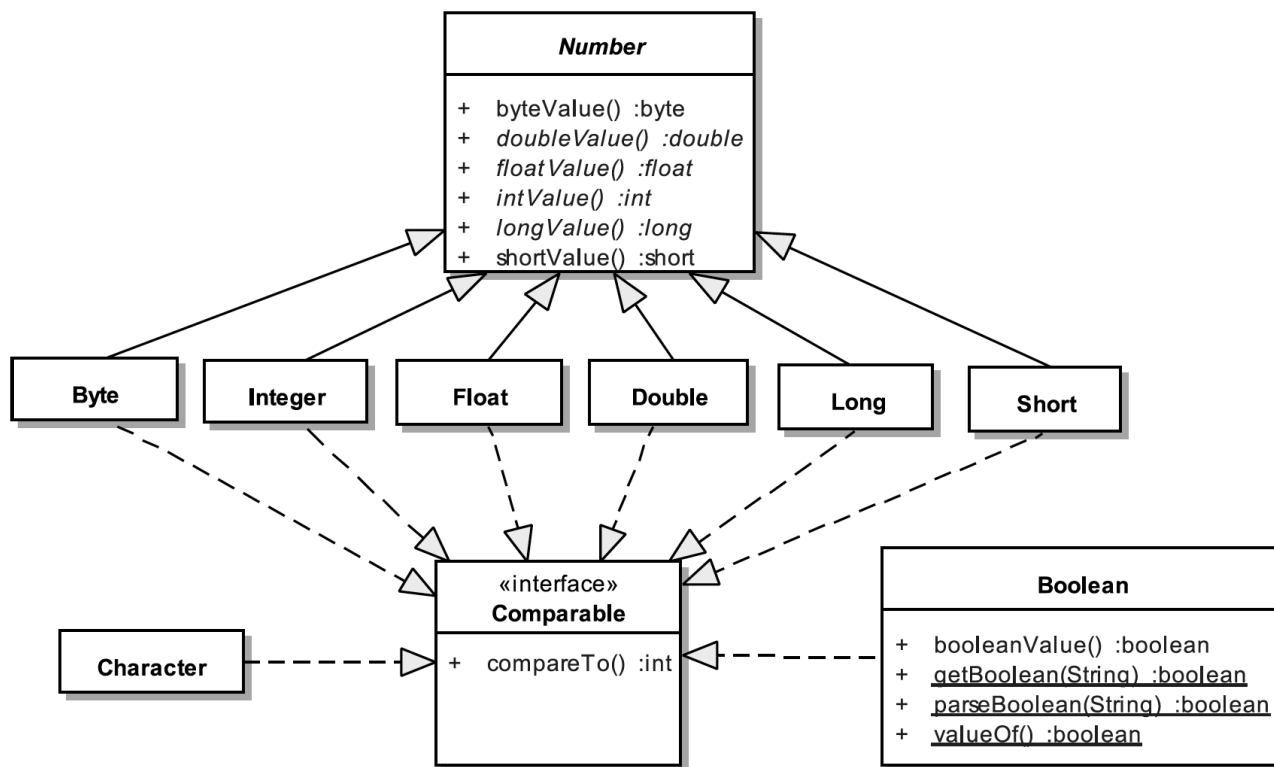 Number
+ byteValue() :byte
+ doubleValue() :double
+ floatValue() :float
+ intValue() :int
+ longValue() :long
+ shortValue() :short
Byte
Integer
Float
Double
Long
Short
«interface»
Comparable
+ compareTo() :int
Character
Boolean
+ booleanValue() :boolean
+ getBoolean(String) :boolean
+ parseBoolean(String) :boolean
+ valueOf() :boolean